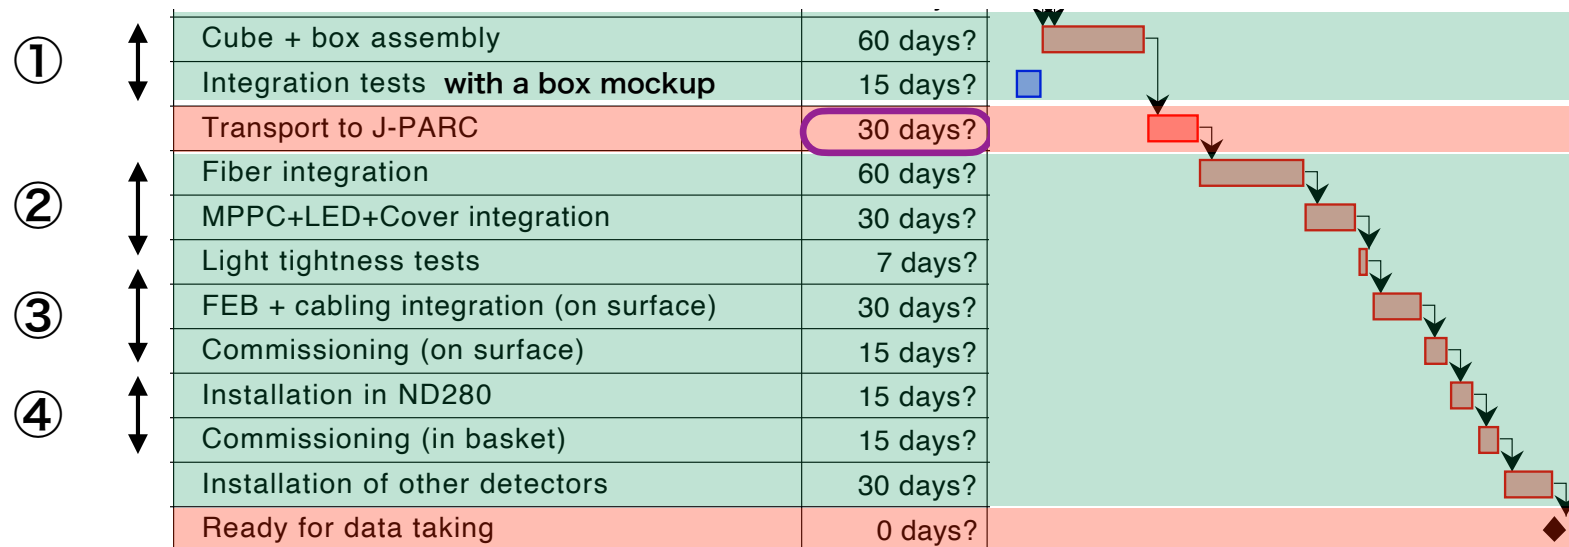 ① Cube + box assembly 60 days?
Integration tests with a box mockup 15 days?
Transport to J-PARC 30 days?
Fiber integration 60 days?
② MPPC+LED+Cover integration 30 days?
Light tightness tests 7 days?
③ FEB + cabling integration (on surface) 30 days?
Commissioning (on surface) 15 days?
④ Installation in ND280 15 days?
Commissioning (in basket) 15 days?
Installation of other detectors 30 days?
Ready for data taking 0 days?